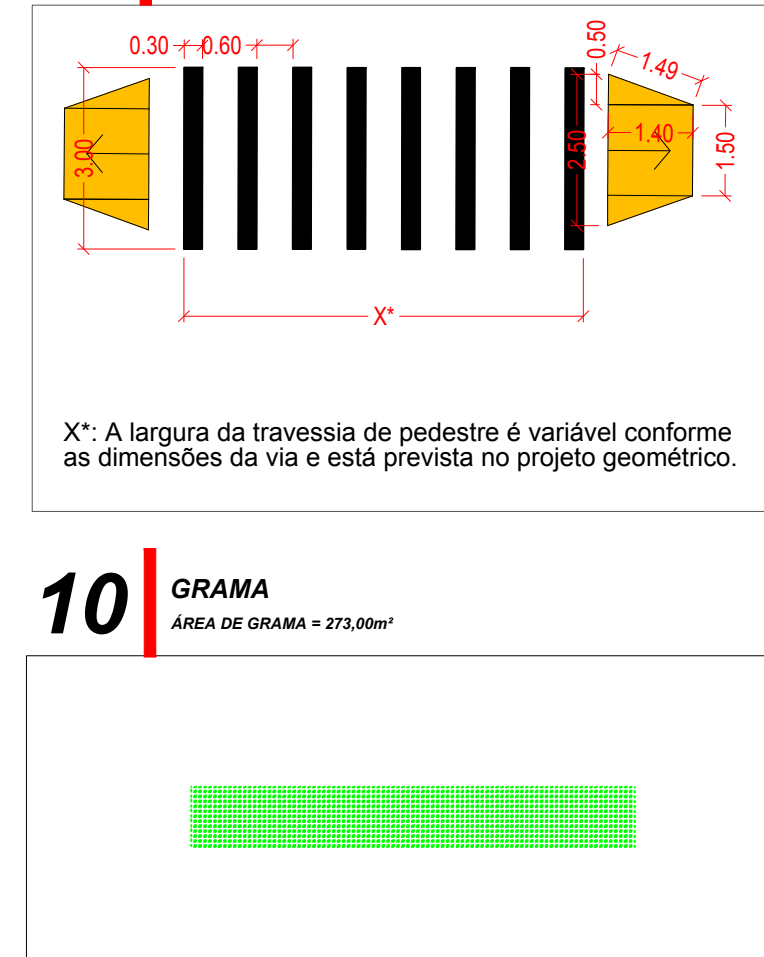 0.30
0.60
0.50
1.49
3.00
2.50
1.40
1.50
X*
X*: A largura da travessia de pedestre é variável conforme
as dimensões da via e está prevista no projeto geométrico.
10
GRAMA
ÁREA DE GRAMA = 273,00m²